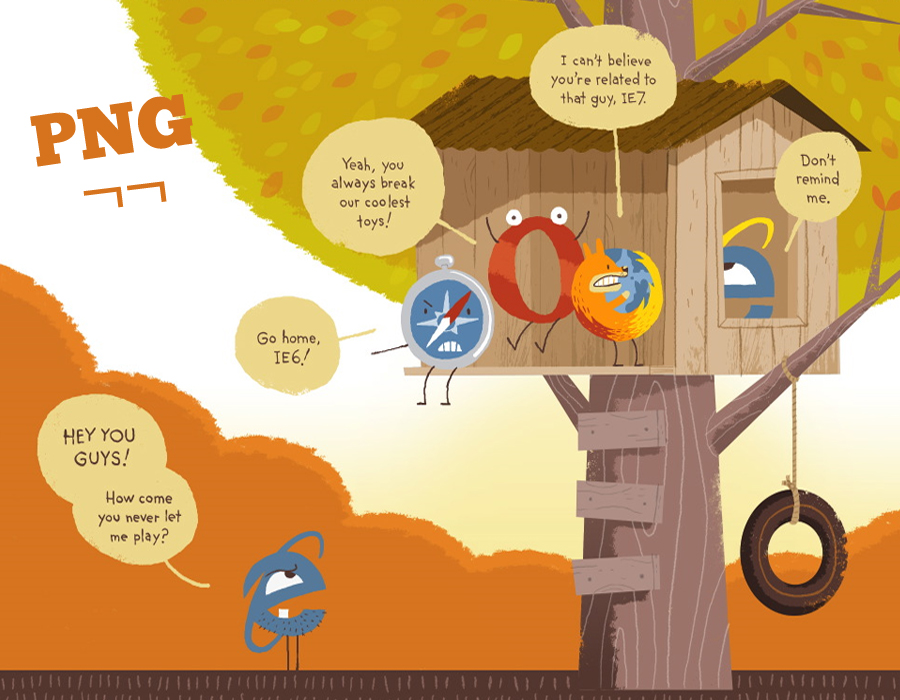 PNG
I can't believe
you're related to
that guy, IE7.
Yeah, you
always break
our coolest
toys!
Don't
remind
me.
Go home,
IE6!
HEY YOU
GUYS!
How come
you never let
me play?